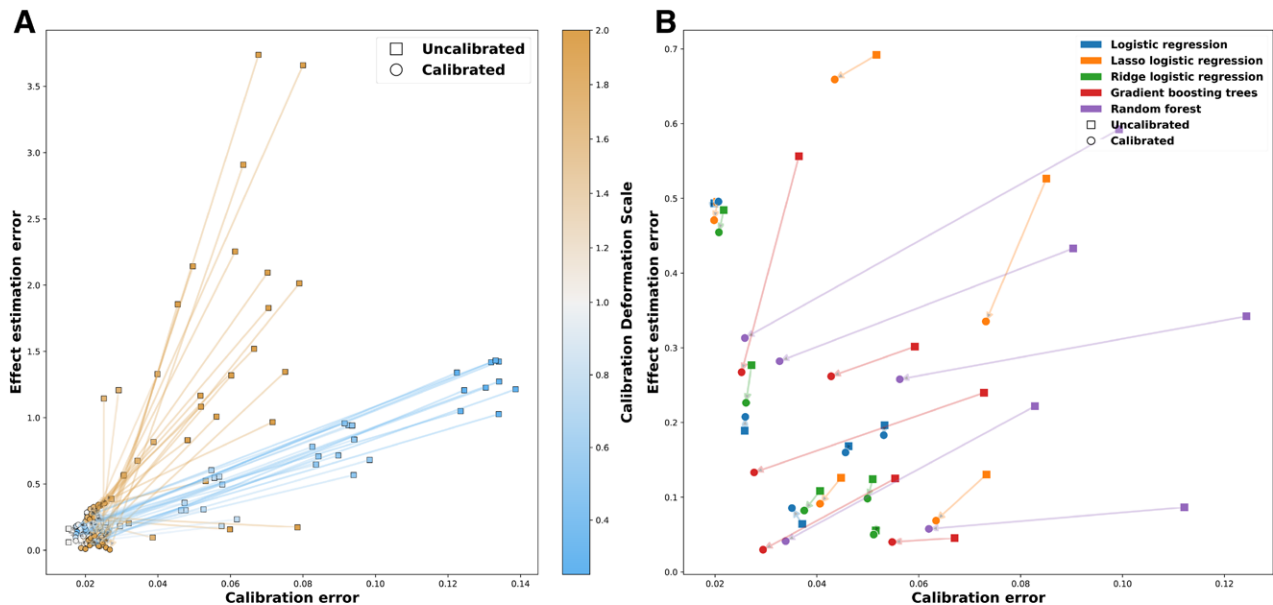 A
Uncalibrated
Calibrated
3.5
3.0
2.5
2.0
1.5
1.0
0.5
0.0
Effect estimation error
0.02
0.04
0.06
0.08
0.10
0.12
0.14
Calibration error
2.0
1.8
1.6
1.4
1.2
1.0
0.8
0.6
0.4
Calibration Deformation Scale
B
Logistic regression
Lasso logistic regression
Ridge logistic regression
Gradient boosting trees
Random forest
Uncalibrated
Calibrated
0.7
0.6
0.5
0.4
0.3
0.2
0.1
0.0
Effect estimation error
0.02
0.04
0.06
0.08
0.10
0.12
Calibration error